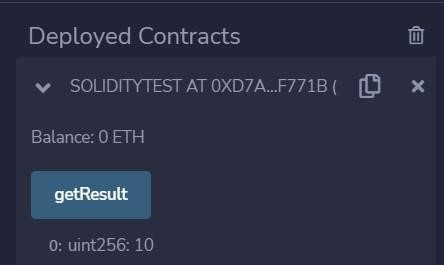 Deployed Contracts
SOLIDITYTEST AT 0XD7A...F771B (
Balance: 0 ETH
getResult
0: uint256: 10